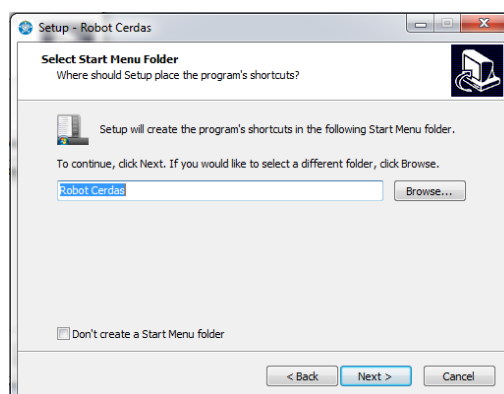 Setup - Robot Cerdas
Select Start Menu Folder
Where should Setup place the program's shortcuts?
Setup will create the program's shortcuts in the following Start Menu folder.
To continue, click Next. If you would like to select a different folder, click Browse.
Robot Cerdas
Browse...
Don't create a Start Menu folder
< Back
Next >
Cancel